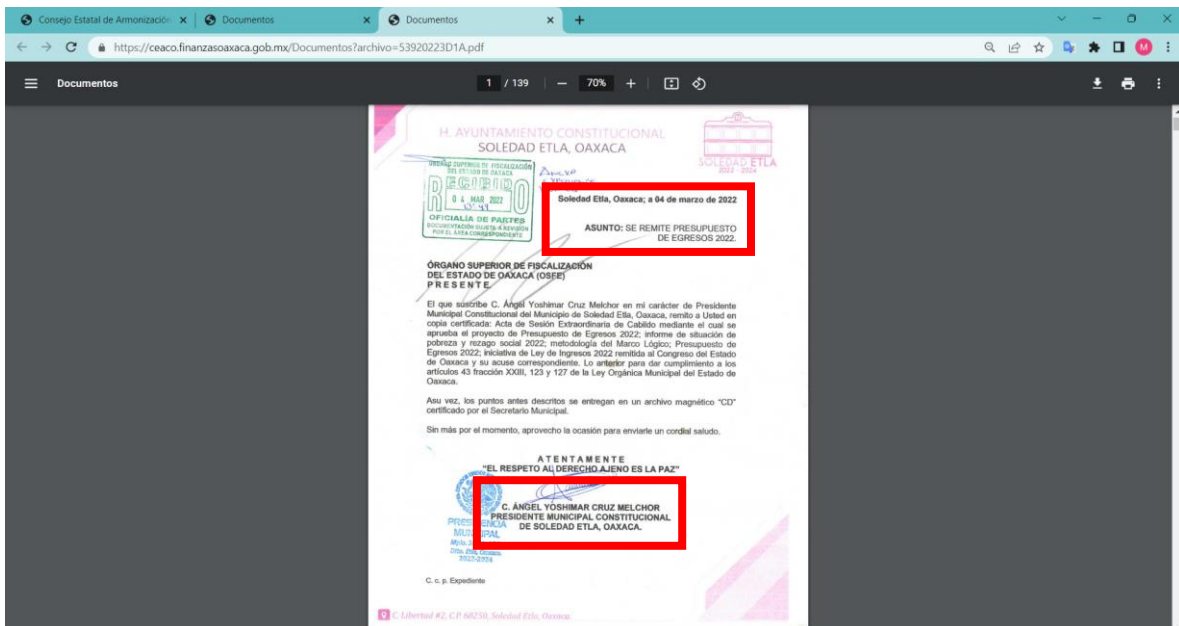 Consejo Estatal de Armonización
Documentos
Documentos
https://ceaco.finanzasoaxaca.gob.mx/Documentos?archivo=53920223D1A.pdf
M
Documentos
1 / 139
70%
H. AYUNTAMIENTO CONSTITUCIONAL
SOLEDAD ETLA, OAXACA
SOLEDAD ETLA
2022 - 2024
ÓRGANO SUPERIOR DE FISCALIZACIÓN
DEL ESTADO DE OAXACA
RECIBIDO
04 MAR 2022
OFICIALÍA DE PARTES
DOCUMENTACIÓN SUJETA A REVISIÓN
POR EL ÁREA CORRESPONDIENTE
Soledad Etla, Oaxaca; a 04 de marzo de 2022
ASUNTO: SE REMITE PRESUPUESTO
DE EGRESOS 2022.
ÓRGANO SUPERIOR DE FISCALIZACIÓN
DEL ESTADO DE OAXACA (OSFE)
P R E S E N T E.
El que suscribe C. Ángel Yoshimar Cruz Melchor en mi carácter de Presidente
Municipal Constitucional del Municipio de Soledad Etla, Oaxaca, remito a Usted en
copia certificada: Acta de Sesión Extraordinaria de Cabildo mediante el cual se
aprueba el proyecto de Presupuesto de Egresos 2022; informe de situación de
pobreza y rezago social 2022; metodología del Marco Lógico; Presupuesto de
Egresos 2022; iniciativa de Ley de Ingresos 2022 remitida al Congreso del Estado
de Oaxaca y su acuse correspondiente. Lo anterior para dar cumplimiento a los
artículos 43 fracción XXIII, 123 y 127 de la Ley Orgánica Municipal del Estado de
Oaxaca.
Asu vez, los puntos antes descritos se entregan en un archivo magnético "CD"
certificado por el Secretario Municipal.
Sin más por el momento, aprovecho la ocasión para enviarle un cordial saludo.
A T E N T A M E N T E
"EL RESPETO AL DERECHO AJENO ES LA PAZ"
C. ÁNGEL YOSHIMAR CRUZ MELCHOR
PRESIDENTE MUNICIPAL CONSTITUCIONAL
DE SOLEDAD ETLA, OAXACA.
PRESIDENCIA
MUNICIPAL
Dtto. Etla, Oaxaca
2022-2024
C. c. p. Expediente
C. Libertad #2, C.P. 68250, Soledad Etla, Oaxaca.